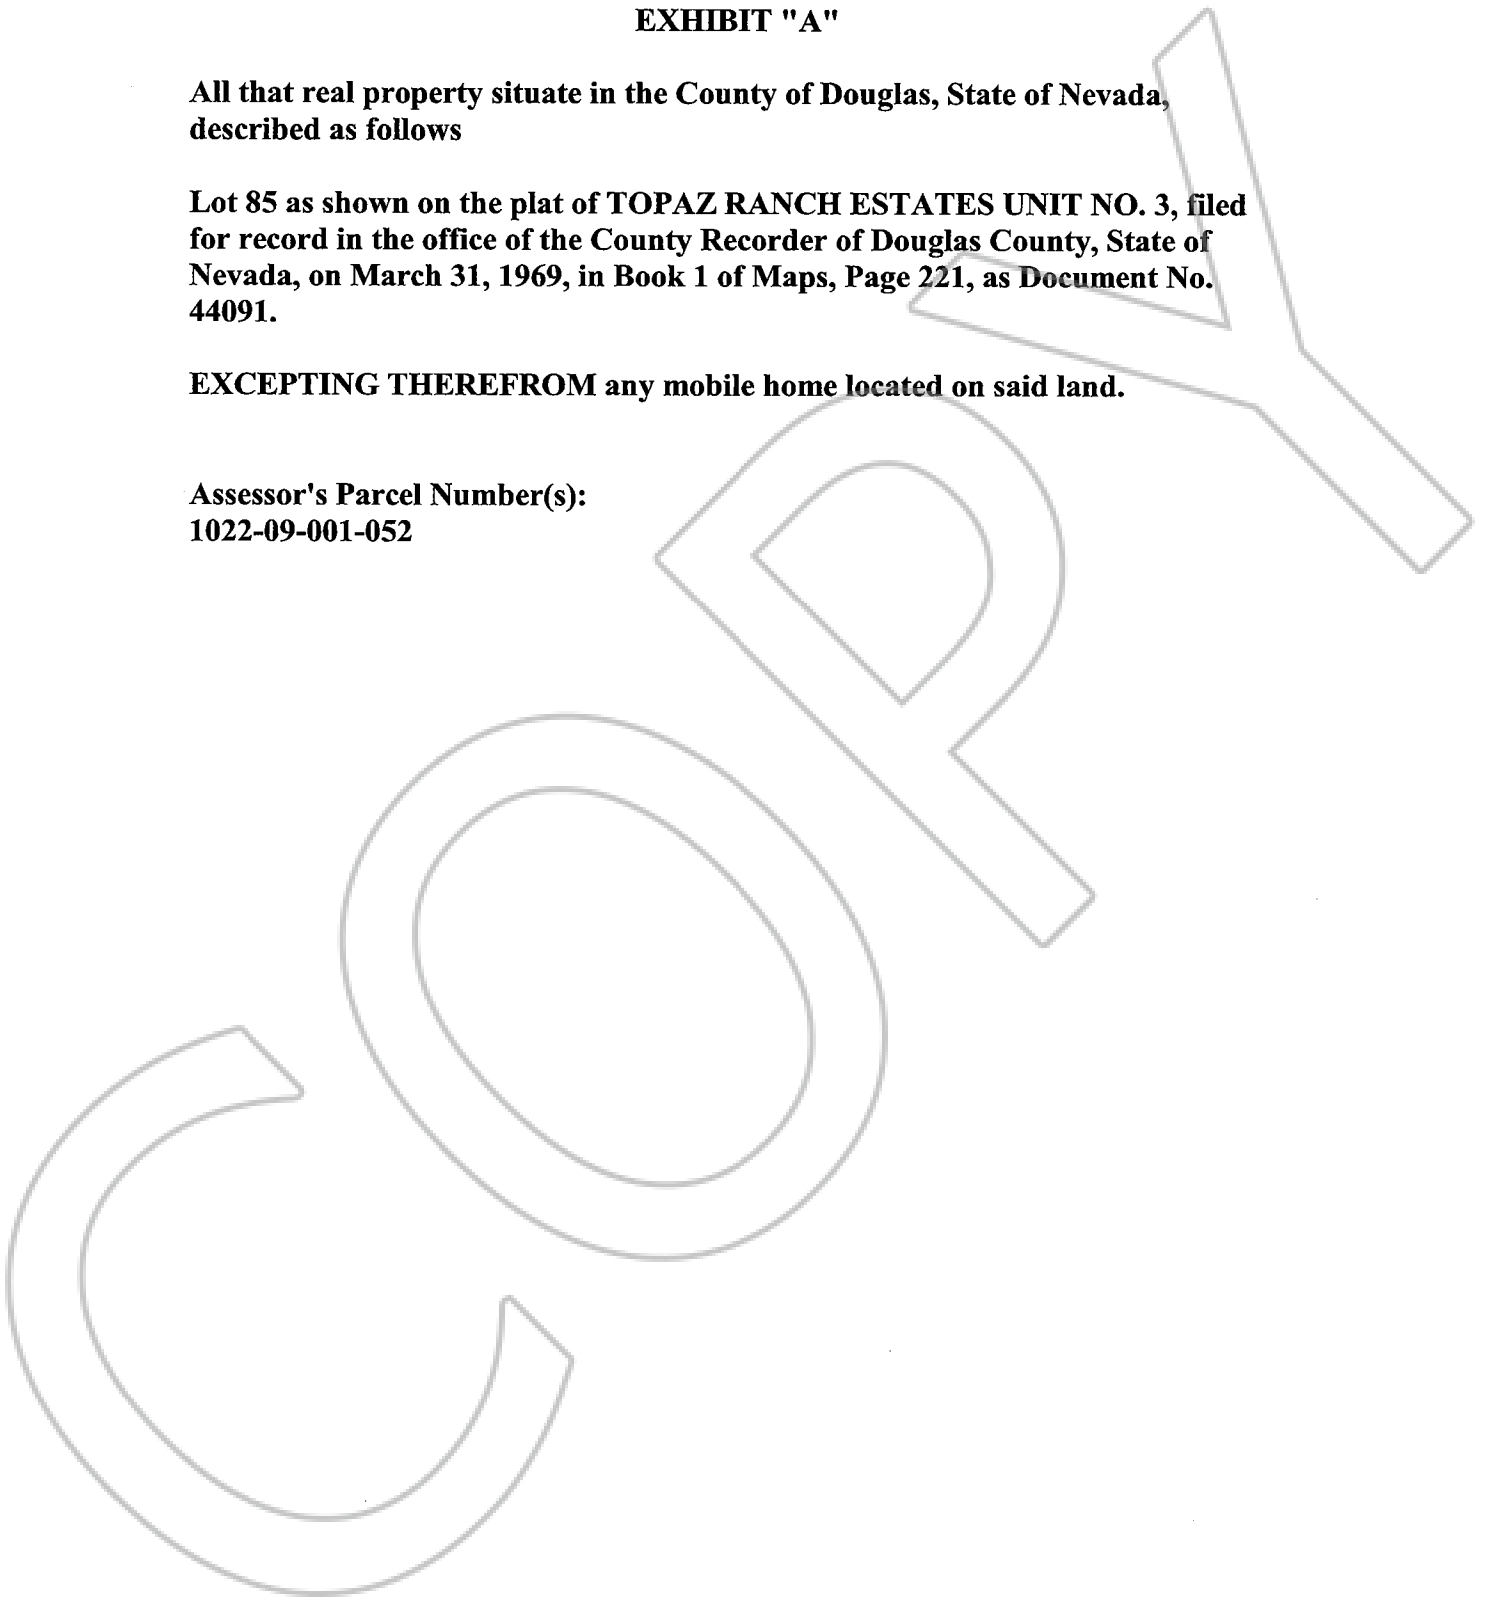 EXHIBIT "A"
All that real property situate in the County of Douglas, State of Nevada,
described as follows
Lot 85 as shown on the plat of TOPAZ RANCH ESTATES UNIT NO. 3, filed
for record in the office of the County Recorder of Douglas County, State of
Nevada, on March 31, 1969, in Book 1 of Maps, Page 221, as Document No.
44091.
EXCEPTING THEREFROM any mobile home located on said land.
Assessor's Parcel Number(s):
1022-09-001-052
COPY